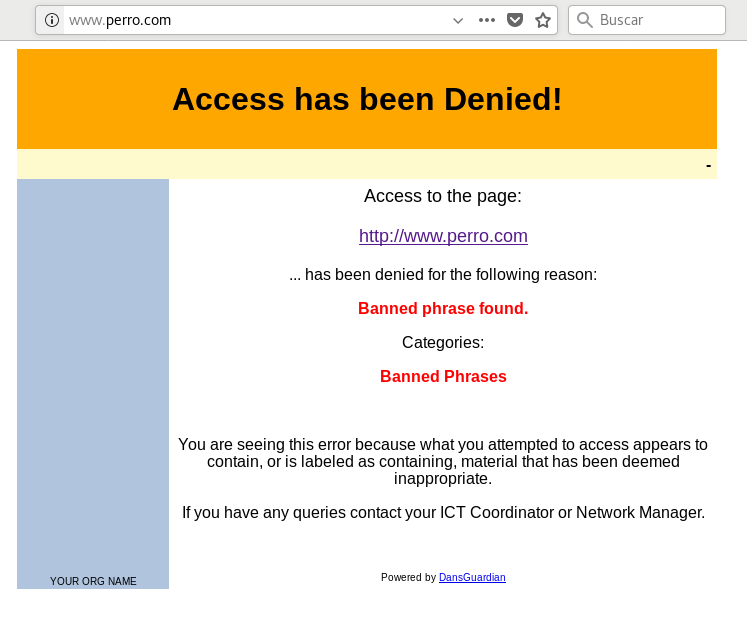 www.perro.com
Buscar
Access has been Denied!
-
Access to the page:
http://www.perro.com
... has been denied for the following reason:
Banned phrase found.
Categories:
Banned Phrases
You are seeing this error because what you attempted to access appears to
contain, or is labeled as containing, material that has been deemed
inappropriate.
If you have any queries contact your ICT Coordinator or Network Manager.
YOUR ORG NAME
Powered by DansGuardian